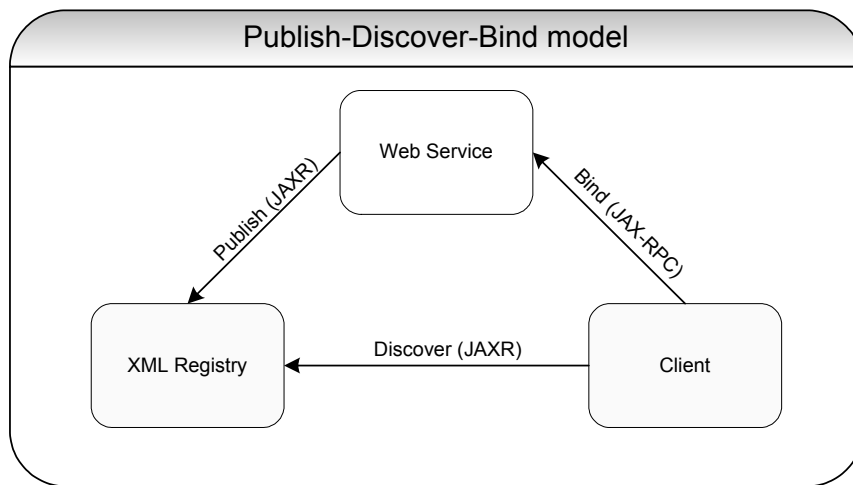 Publish-Discover-Bind model
Web Service
Publish (JAXR)
Bind (JAX-RPC)
XML Registry
Discover (JAXR)
Client